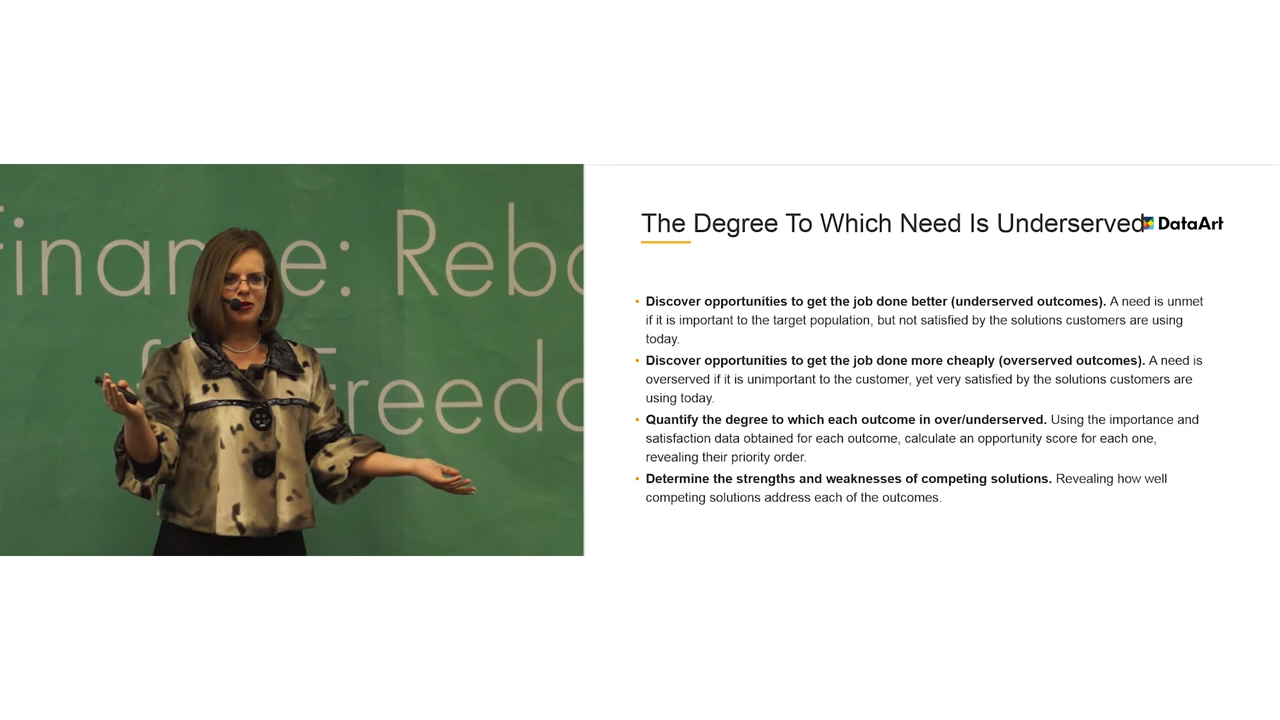 finance: Rebo
Freedo
The Degree To Which Need Is Underserved
DataArt
• Discover opportunities to get the job done better (underserved outcomes). A need is unmet
if it is important to the target population, but not satisfied by the solutions customers are using
today.
• Discover opportunities to get the job done more cheaply (overserved outcomes). A need is
overserved if it is unimportant to the customer, yet very satisfied by the solutions customers are
using today.
• Quantify the degree to which each outcome in over/underserved. Using the importance and
satisfaction data obtained for each outcome, calculate an opportunity score for each one,
revealing their priority order.
• Determine the strengths and weaknesses of competing solutions. Revealing how well
competing solutions address each of the outcomes.